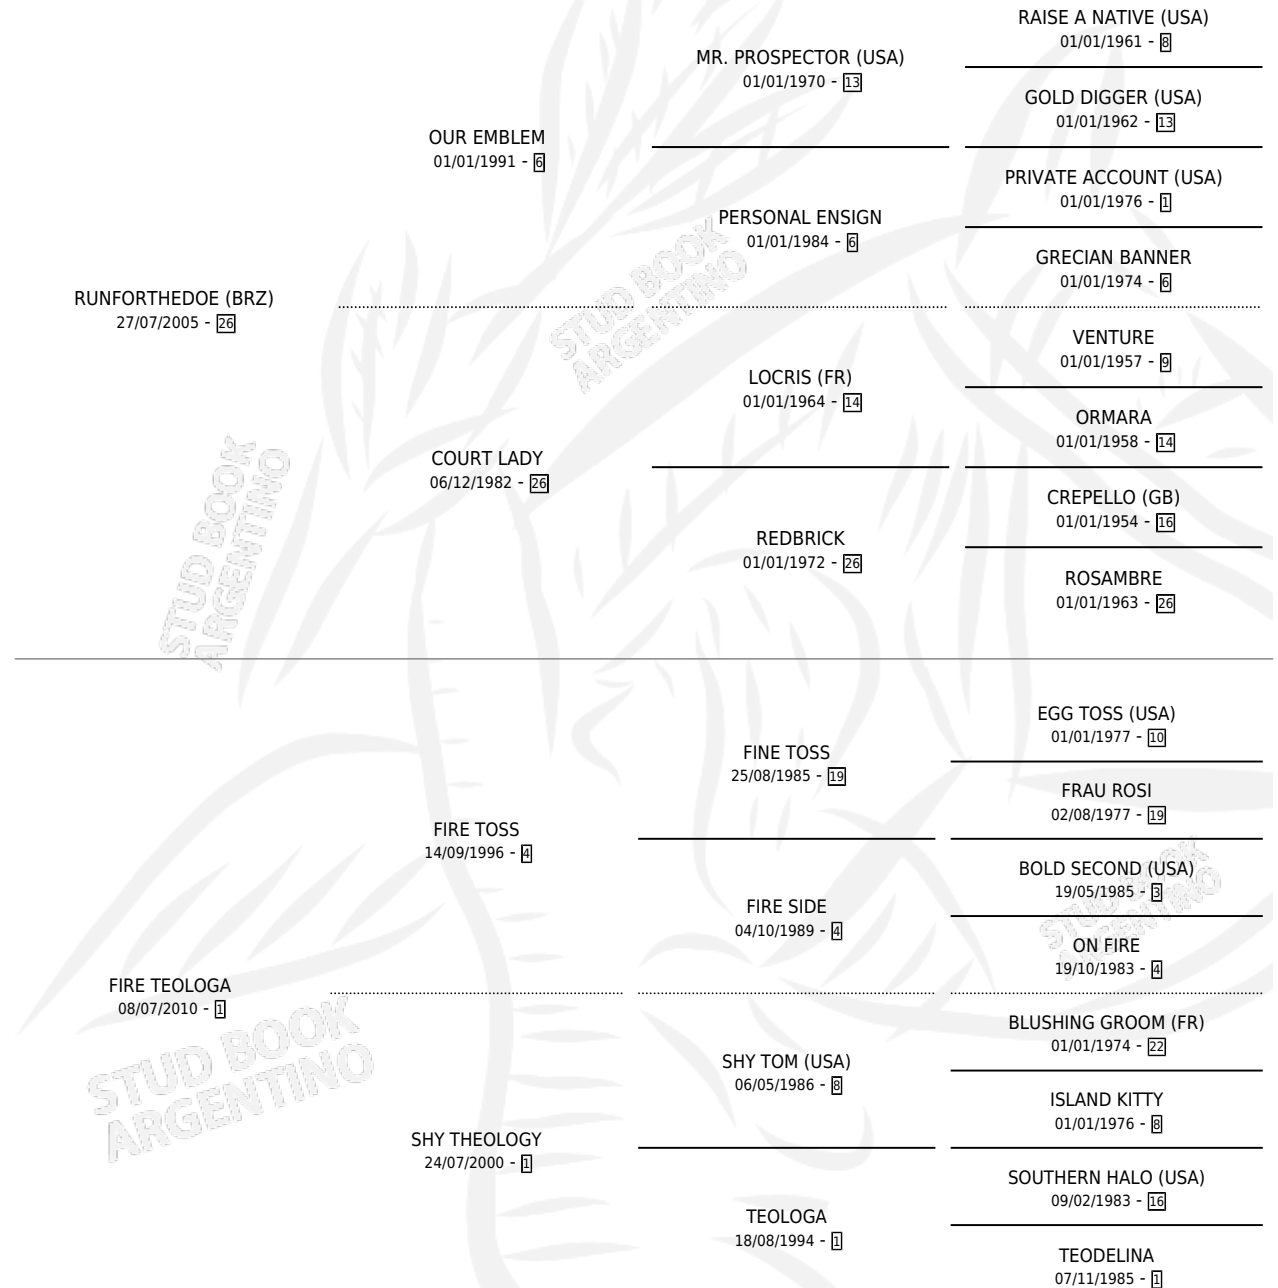 RAISE A NATIVE (USA)
01/01/1961 - 8
MR. PROSPECTOR (USA)
01/01/1970 - 13
GOLD DIGGER (USA)
01/01/1962 - 13
OUR EMBLEM
01/01/1991 - 6
PRIVATE ACCOUNT (USA)
01/01/1976 - 1
PERSONAL ENSIGN
01/01/1984 - 6
GRECIAN BANNER
01/01/1974 - 6
RUNFORTHEDOE (BRZ)
27/07/2005 - 26
STUD BOOK
ARGENTINO
VENTURE
01/01/1957 - 9
LOCRIS (FR)
01/01/1964 - 14
ORMARA
01/01/1958 - 14
COURT LADY
06/12/1982 - 26
CREPELLO (GB)
01/01/1954 - 16
REDBRICK
01/01/1972 - 26
ROSAMBRE
01/01/1963 - 26
STUD BOOK
ARGENTINO
EGG TOSS (USA)
01/01/1977 - 10
FINE TOSS
25/08/1985 - 19
FRAU ROSI
02/08/1977 - 19
FIRE TOSS
14/09/1996 - 4
BOLD SECOND (USA)
19/05/1985 - 3
FIRE SIDE
04/10/1989 - 4
STUD BOOK
ARGENTINO
ON FIRE
19/10/1983 - 4
FIRE TEOLOGA
08/07/2010 - 1
BLUSHING GROOM (FR)
01/01/1974 - 22
SHY TOM (USA)
06/05/1986 - 8
STUD BOOK
ARGENTINO
ISLAND KITTY
01/01/1976 - 8
SHY THEOLOGY
24/07/2000 - 1
SOUTHERN HALO (USA)
09/02/1983 - 16
TEOLOGA
18/08/1994 - 1
TEODELINA
07/11/1985 - 1